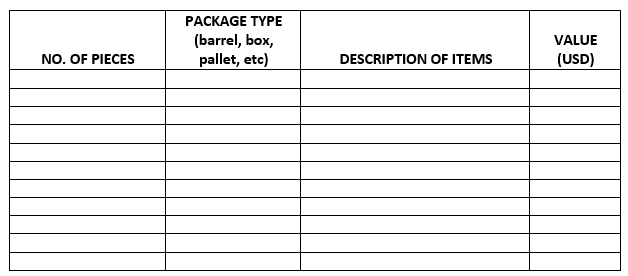 NO. OF PIECES
PACKAGE TYPE
(barrel, box,
pallet, etc)
DESCRIPTION OF ITEMS
VALUE
(USD)